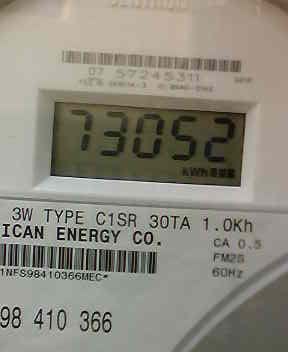 07 57245311
73052
kWh
3W TYPE C1SR 30TA 1.0Kh
ICAN ENERGY CO.
CA 0.5
FM2S
60Hz
1NFS98410366MEC*
98 410 366